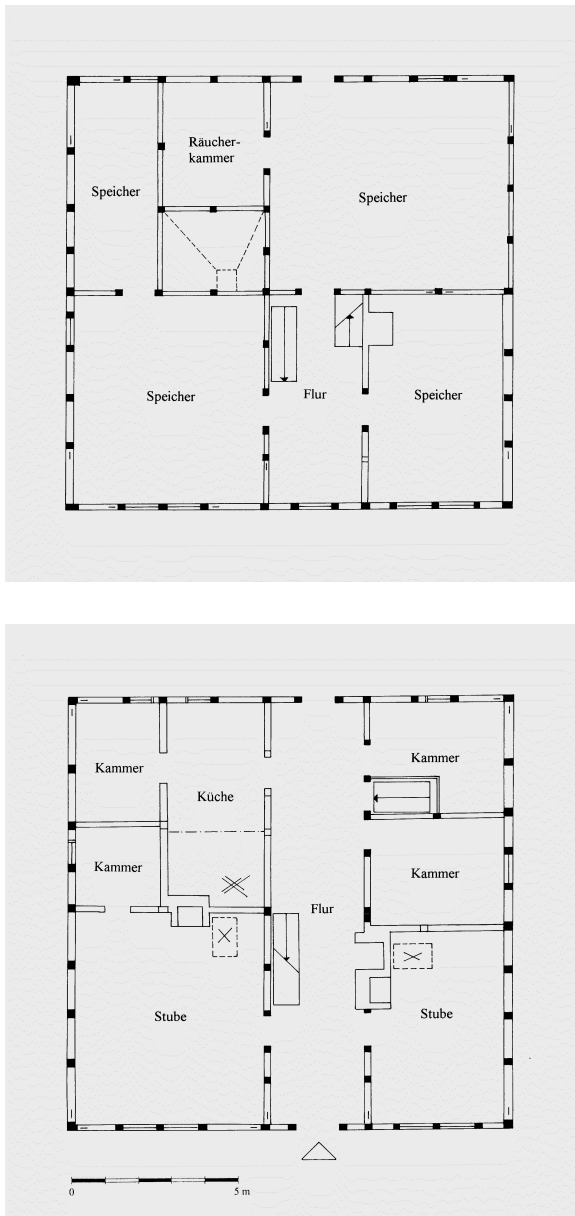 Räucher-
kammer
Speicher
Speicher
Speicher
Flur
Speicher
Kammer
Küche
Kammer
Kammer
Kammer
Flur
Stube
Stube
0 5 m